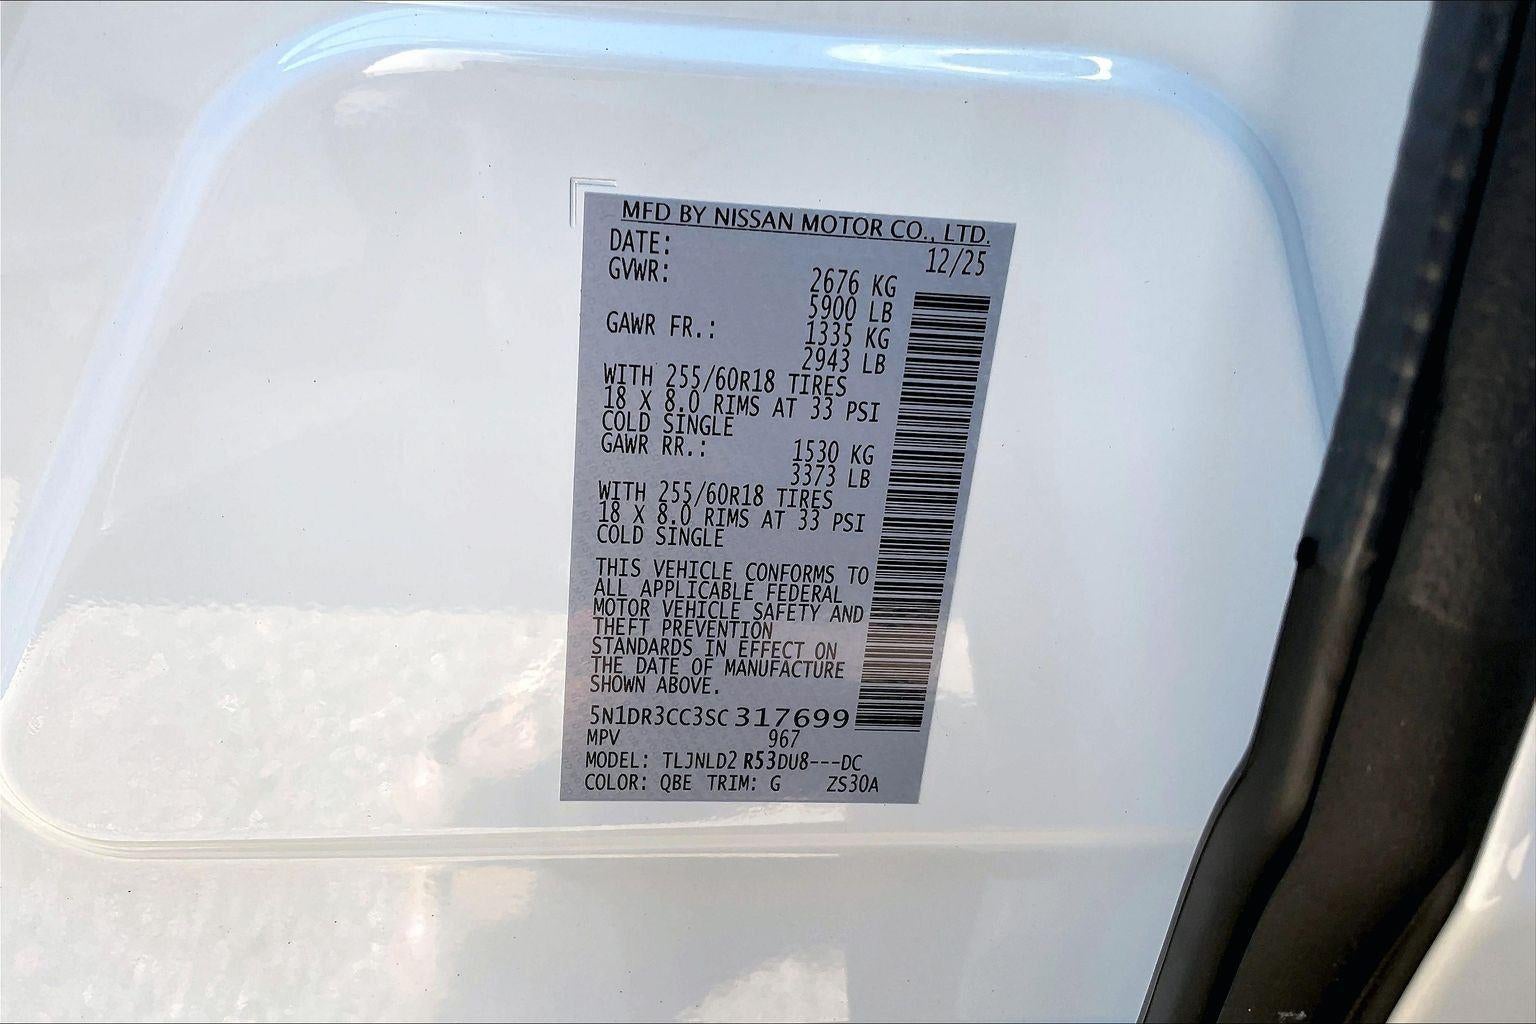 MFD BY NISSAN MOTOR CO., LTD.
DATE: 12/25
GVWR: 2676 KG
5900 LB
GAWR FR.: 1335 KG
2943 LB
WITH 255/60R18 TIRES
18 X 8.0 RIMS AT 33 PSI
COLD SINGLE
GAWR RR.: 1530 KG
3373 LB
WITH 255/60R18 TIRES
18 X 8.0 RIMS AT 33 PSI
COLD SINGLE
THIS VEHICLE CONFORMS TO
ALL APPLICABLE FEDERAL
MOTOR VEHICLE SAFETY AND
THEFT PREVENTION
STANDARDS IN EFFECT ON
THE DATE OF MANUFACTURE
SHOWN ABOVE.
5N1DR3CC3SC317699
MPV 967
MODEL: TLJNLD2 R53DU8---DC
COLOR: QBE TRIM: G ZS30A